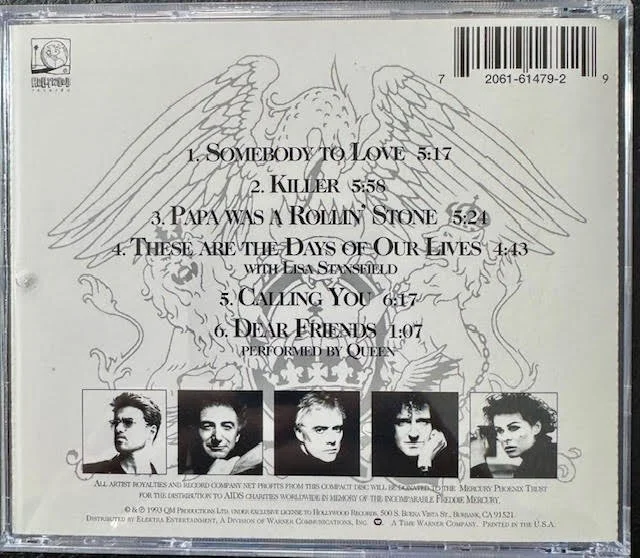 HOLLYWOOD
records
7 2061-61479-2 9
1. SOMEBODY TO LOVE 5:17
2. KILLER 5:58
3. PAPA WAS A ROLLIN' STONE 5:24
4. THESE ARE THE DAYS OF OUR LIVES 4:43
WITH LISA STANSFIELD
5. CALLING YOU 6:17
6. DEAR FRIENDS 1:07
PERFORMED BY QUEEN
ALL ARTIST ROYALTIES AND RECORD COMPANY NET PROFITS FROM THIS COMPACT DISC WILL BE DONATED TO THE MERCURY PHOENIX TRUST
FOR THE DISTRIBUTION TO AIDS CHARITIES WORLDWIDE IN MEMORY OF THE INCOMPARABLE FREDDIE MERCURY.
℗ & © 1993 QM PRODUCTIONS LTD. UNDER EXCLUSIVE LICENSE TO HOLLYWOOD RECORDS, 500 S. BUENA VISTA ST., BURBANK, CA 91521.
DISTRIBUTED BY ELEKTRA ENTERTAINMENT, A DIVISION OF WARNER COMMUNICATIONS, INC. A TIME WARNER COMPANY. PRINTED IN THE U.S.A.